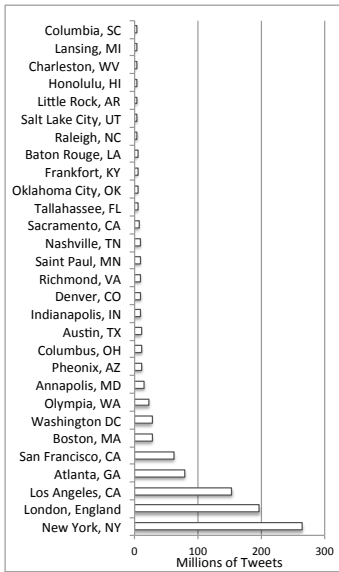 Columbia, SC
Lansing, MI
Charleston, WV
Honolulu, HI
Little Rock, AR
Salt Lake City, UT
Raleigh, NC
Baton Rouge, LA
Frankfort, KY
Oklahoma City, OK
Tallahassee, FL
Sacramento, CA
Nashville, TN
Saint Paul, MN
Richmond, VA
Denver, CO
Indianapolis, IN
Austin, TX
Columbus, OH
Pheonix, AZ
Annapolis, MD
Olympia, WA
Washington DC
Boston, MA
San Francisco, CA
Atlanta, GA
Los Angeles, CA
London, England
New York, NY
0 100 200 300
Millions of Tweets